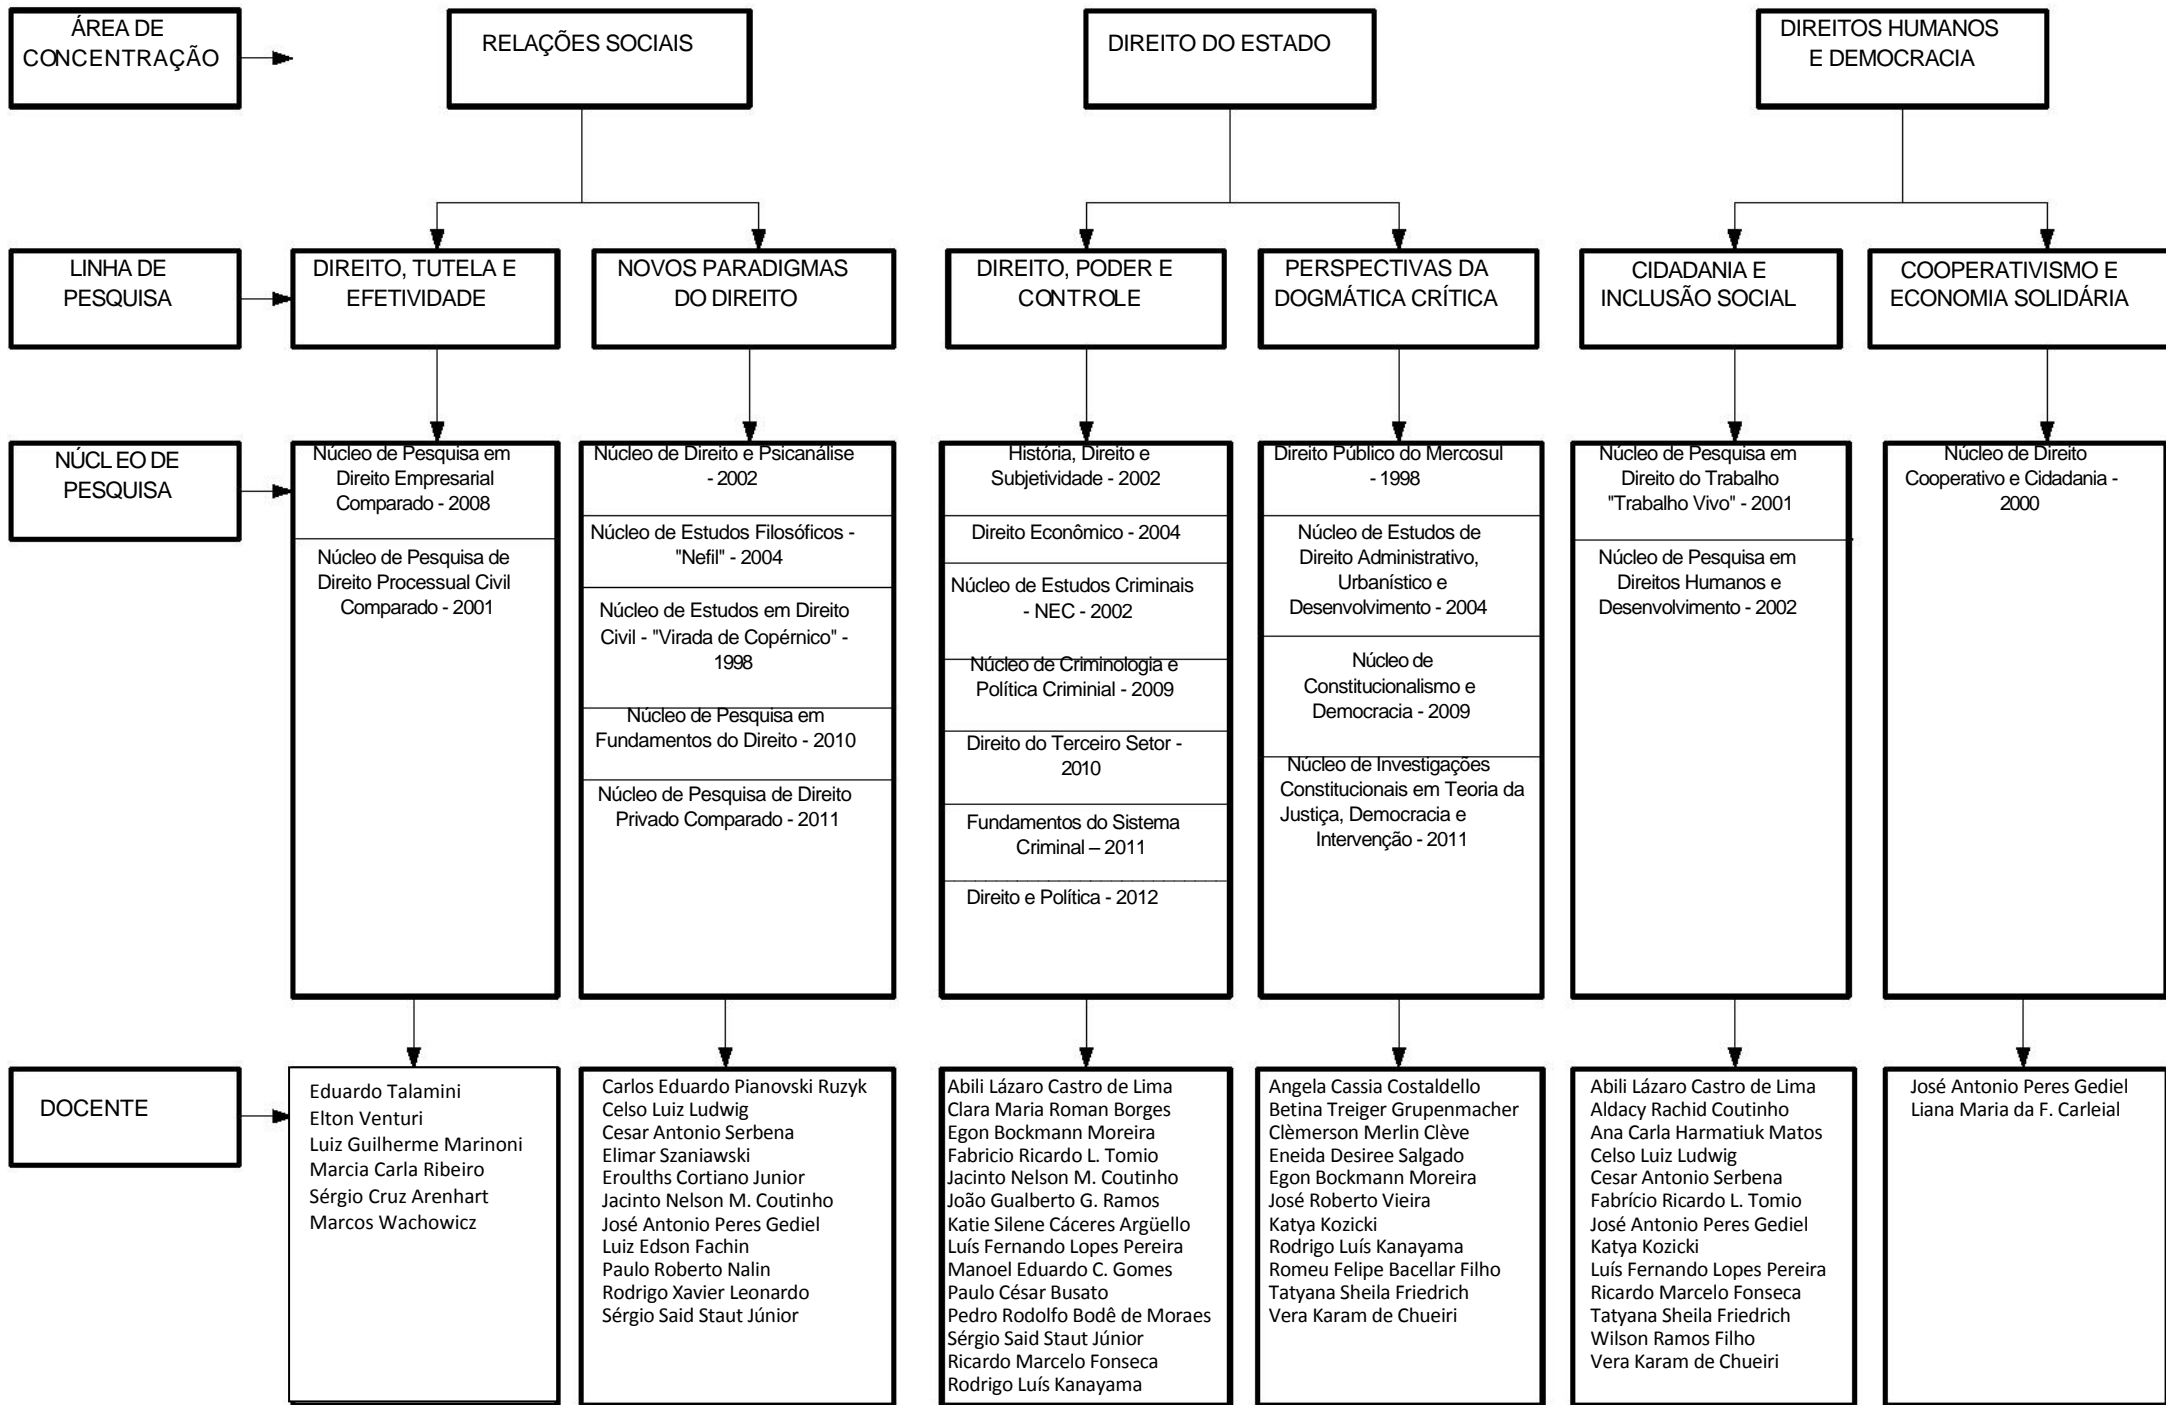 ÁREA DE
CONCENTRAÇÃO
RELAÇÕES SOCIAIS
DIREITO DO ESTADO
DIREITOS HUMANOS
E DEMOCRACIA
LINHA DE
PESQUISA
DIREITO, TUTELA E
EFETIVIDADE
NOVOS PARADIGMAS
DO DIREITO
DIREITO, PODER E
CONTROLE
PERSPECTIVAS DA
DOGMÁTICA CRÍTICA
CIDADANIA E
INCLUSÃO SOCIAL
COOPERATIVISMO E
ECONOMIA SOLIDÁRIA
NÚCLEO DE
PESQUISA
Núcleo de Pesquisa em
Direito Empresarial
Comparado - 2008
Núcleo de Pesquisa de
Direito Processual Civil
Comparado - 2001
Núcleo de Direito e Psicanálise
- 2002
Núcleo de Estudos Filosóficos -
"Nefil" - 2004
Núcleo de Estudos em Direito
Civil - "Virada de Copérnico" -
1998
Núcleo de Pesquisa em
Fundamentos do Direito - 2010
Núcleo de Pesquisa de Direito
Privado Comparado - 2011
História, Direito e
Subjetividade - 2002
Direito Econômico - 2004
Núcleo de Estudos Criminais
- NEC - 2002
Núcleo de Criminologia e
Política Criminial - 2009
Direito do Terceiro Setor -
2010
Fundamentos do Sistema
Criminal – 2011
Direito e Política - 2012
Direito Público do Mercosul
- 1998
Núcleo de Estudos de
Direito Administrativo,
Urbanístico e
Desenvolvimento - 2004
Núcleo de
Constitucionalismo e
Democracia - 2009
Núcleo de Investigações
Constitucionais em Teoria da
Justiça, Democracia e
Intervenção - 2011
Núcleo de Pesquisa em
Direito do Trabalho
"Trabalho Vivo" - 2001
Núcleo de Pesquisa em
Direitos Humanos e
Desenvolvimento - 2002
Núcleo de Direito
Cooperativo e Cidadania -
2000
DOCENTE
Eduardo Talamini
Elton Venturi
Luiz Guilherme Marinoni
Marcia Carla Ribeiro
Sérgio Cruz Arenhart
Marcos Wachowicz
Carlos Eduardo Pianovski Ruzyk
Celso Luiz Ludwig
Cesar Antonio Serbena
Elimar Szaniawski
Eroulths Cortiano Junior
Jacinto Nelson M. Coutinho
José Antonio Peres Gediel
Luiz Edson Fachin
Paulo Roberto Nalin
Rodrigo Xavier Leonardo
Sérgio Said Staut Júnior
Abili Lázaro Castro de Lima
Clara Maria Roman Borges
Egon Bockmann Moreira
Fabricio Ricardo L. Tomio
Jacinto Nelson M. Coutinho
João Gualberto G. Ramos
Katie Silene Cáceres Argüello
Luís Fernando Lopes Pereira
Manoel Eduardo C. Gomes
Paulo César Busato
Pedro Rodolfo Bodê de Moraes
Sérgio Said Staut Júnior
Ricardo Marcelo Fonseca
Rodrigo Luís Kanayama
Angela Cassia Costaldello
Betina Treiger Grupenmacher
Clèmerson Merlin Clève
Eneida Desiree Salgado
Egon Bockmann Moreira
José Roberto Vieira
Katya Kozicki
Rodrigo Luís Kanayama
Romeu Felipe Bacellar Filho
Tatyana Sheila Friedrich
Vera Karam de Chueiri
Abili Lázaro Castro de Lima
Aldacy Rachid Coutinho
Ana Carla Harmatiuk Matos
Celso Luiz Ludwig
Cesar Antonio Serbena
Fabrício Ricardo L. Tomio
José Antonio Peres Gediel
Katya Kozicki
Luís Fernando Lopes Pereira
Ricardo Marcelo Fonseca
Tatyana Sheila Friedrich
Wilson Ramos Filho
Vera Karam de Chueiri
José Antonio Peres Gediel
Liana Maria da F. Carleial